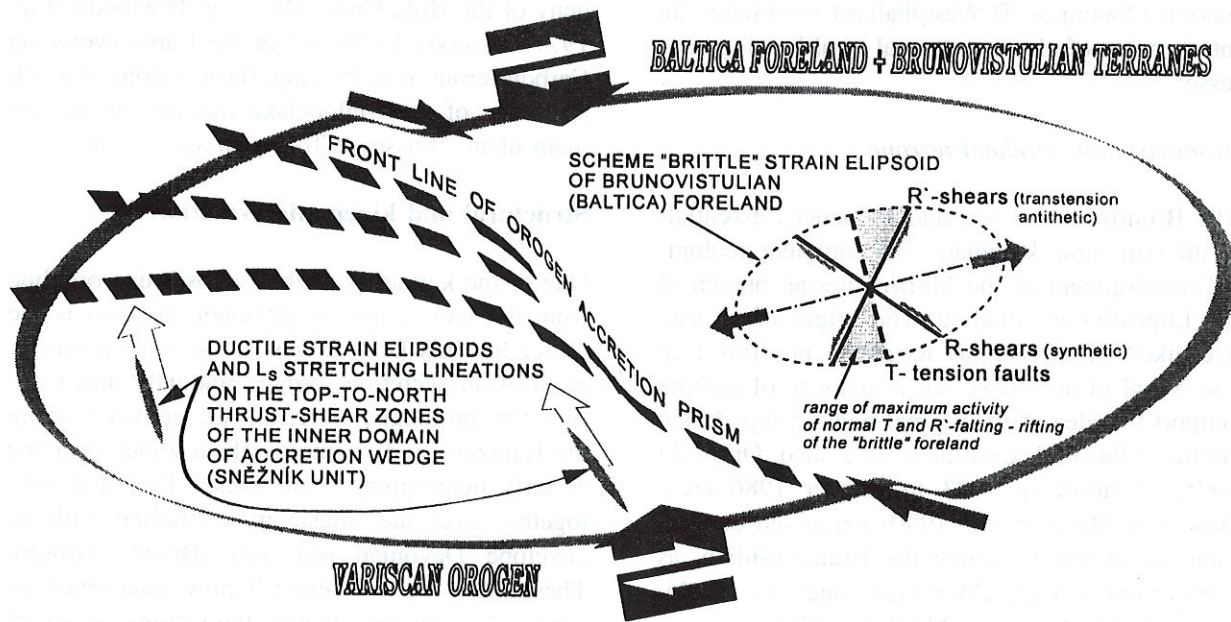 BALTICA FORELAND + BRUNOVISTULIAN TERRANES
FRONT LINE OF OROGEN ACCRETION PRISM
SCHEME "BRITTLE" STRAIN ELIPSOID
OF BRUNOVISTULIAN
(BALTICA) FORELAND
R`-shears (transtension
antithetic)
R-shears (synthetic)
T- tension faults
range of maximum activity
of normal T and R`-falting - rifting
of the "brittle" foreland
DUCTILE STRAIN ELIPSOIDS
AND Ls STRETCHING LINEATIONS
ON THE TOP-TO-NORTH
THRUST-SHEAR ZONES
OF THE INNER DOMAIN
OF ACCRETION WEDGE
(SNĚŽNÍK UNIT)
VARISCAN OROGEN